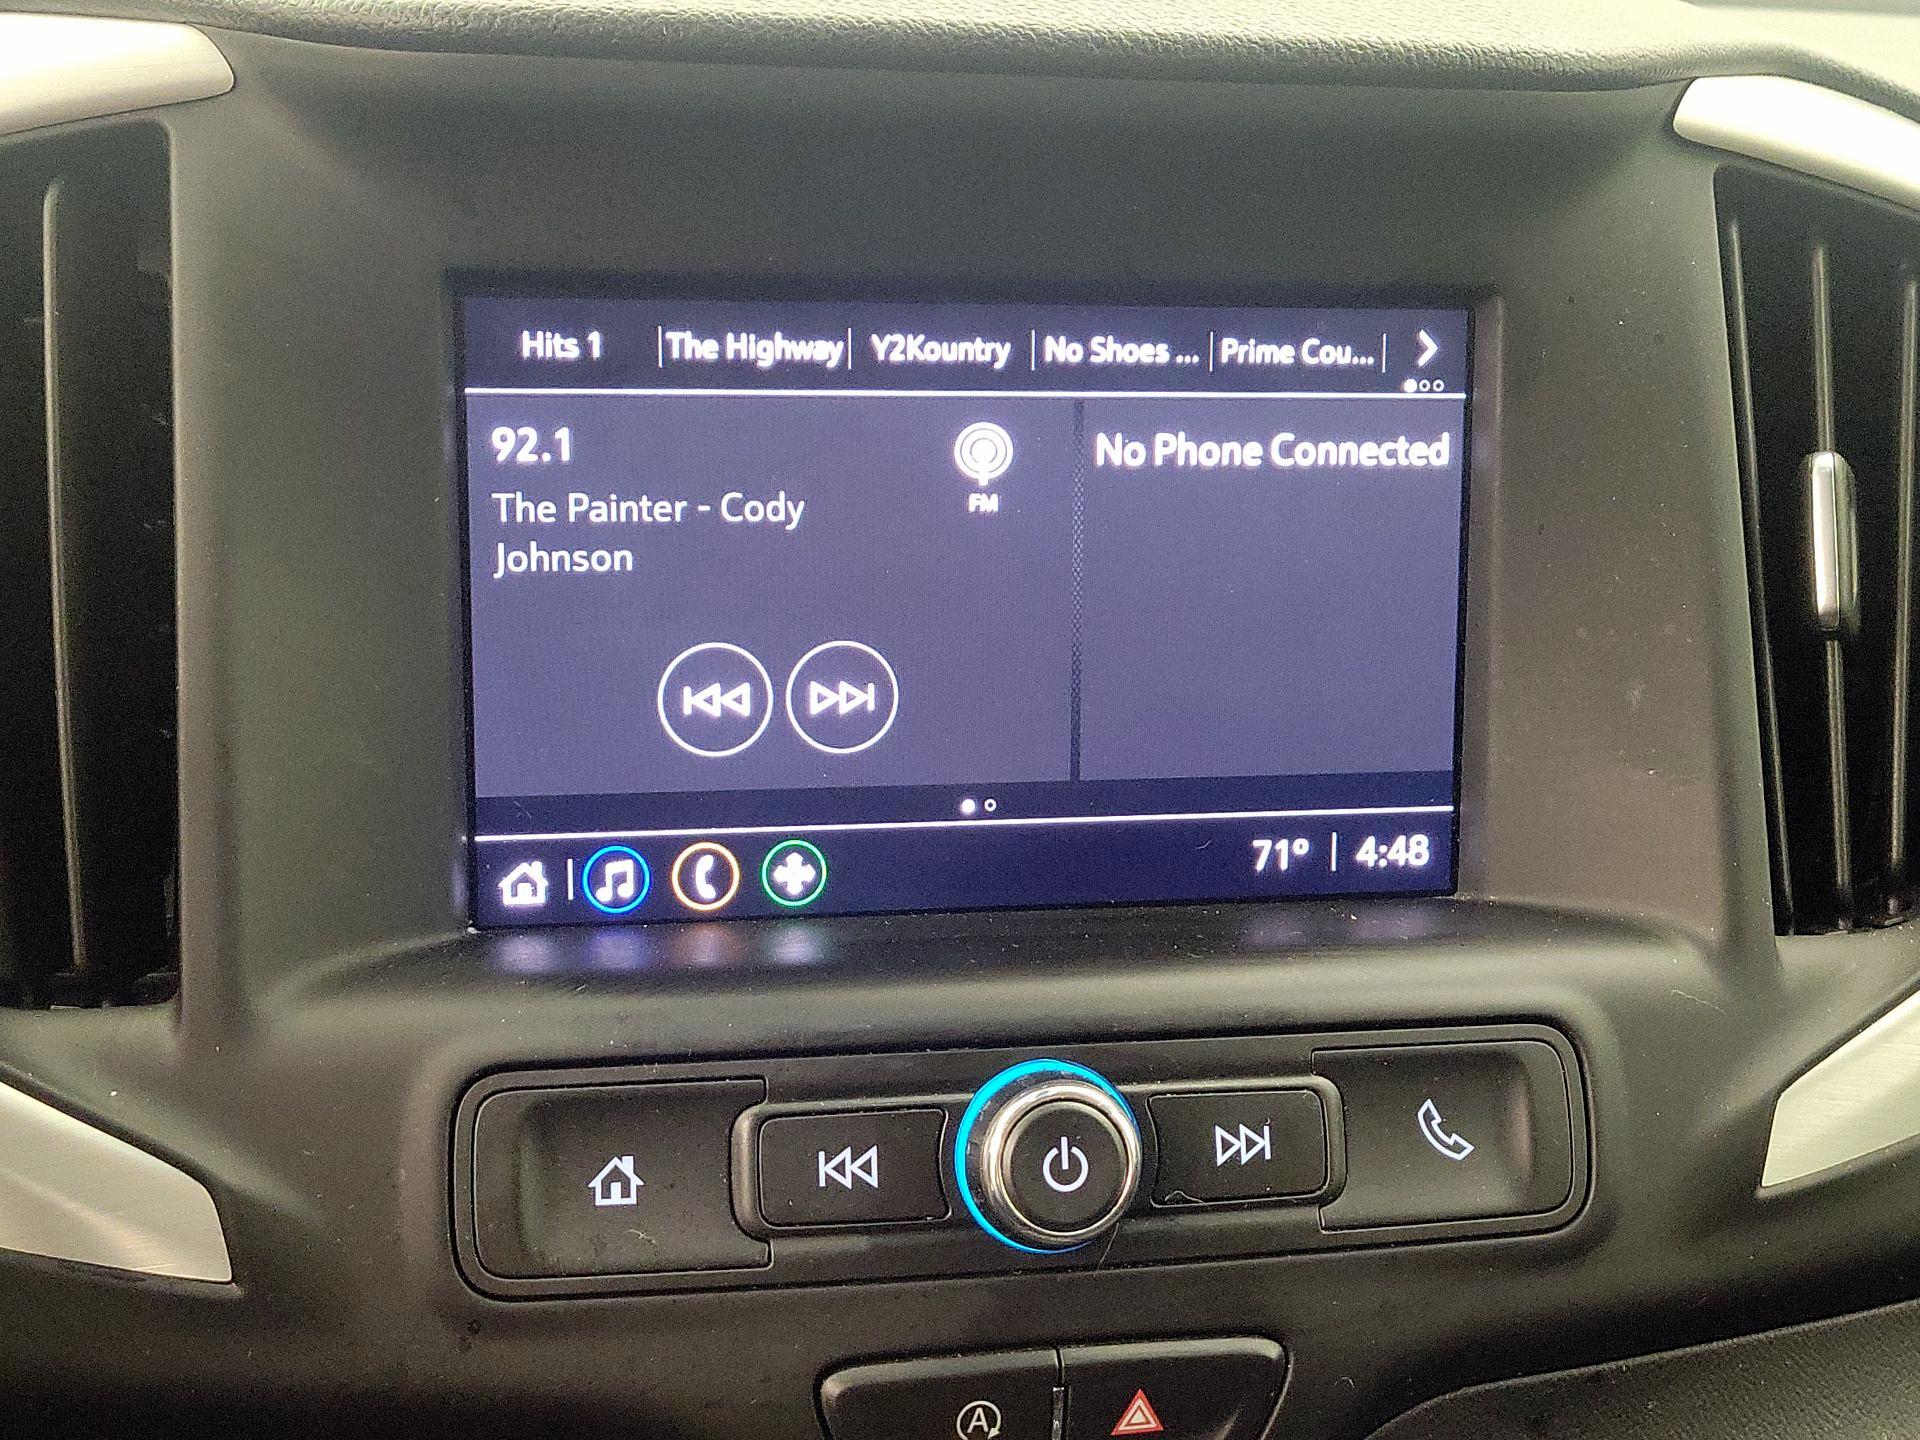 Hits 1 The Highway Y2Kountry No Shoes ... Prime Cou...
92.1
FM
No Phone Connected
The Painter - Cody
Johnson
71° 4:48
A